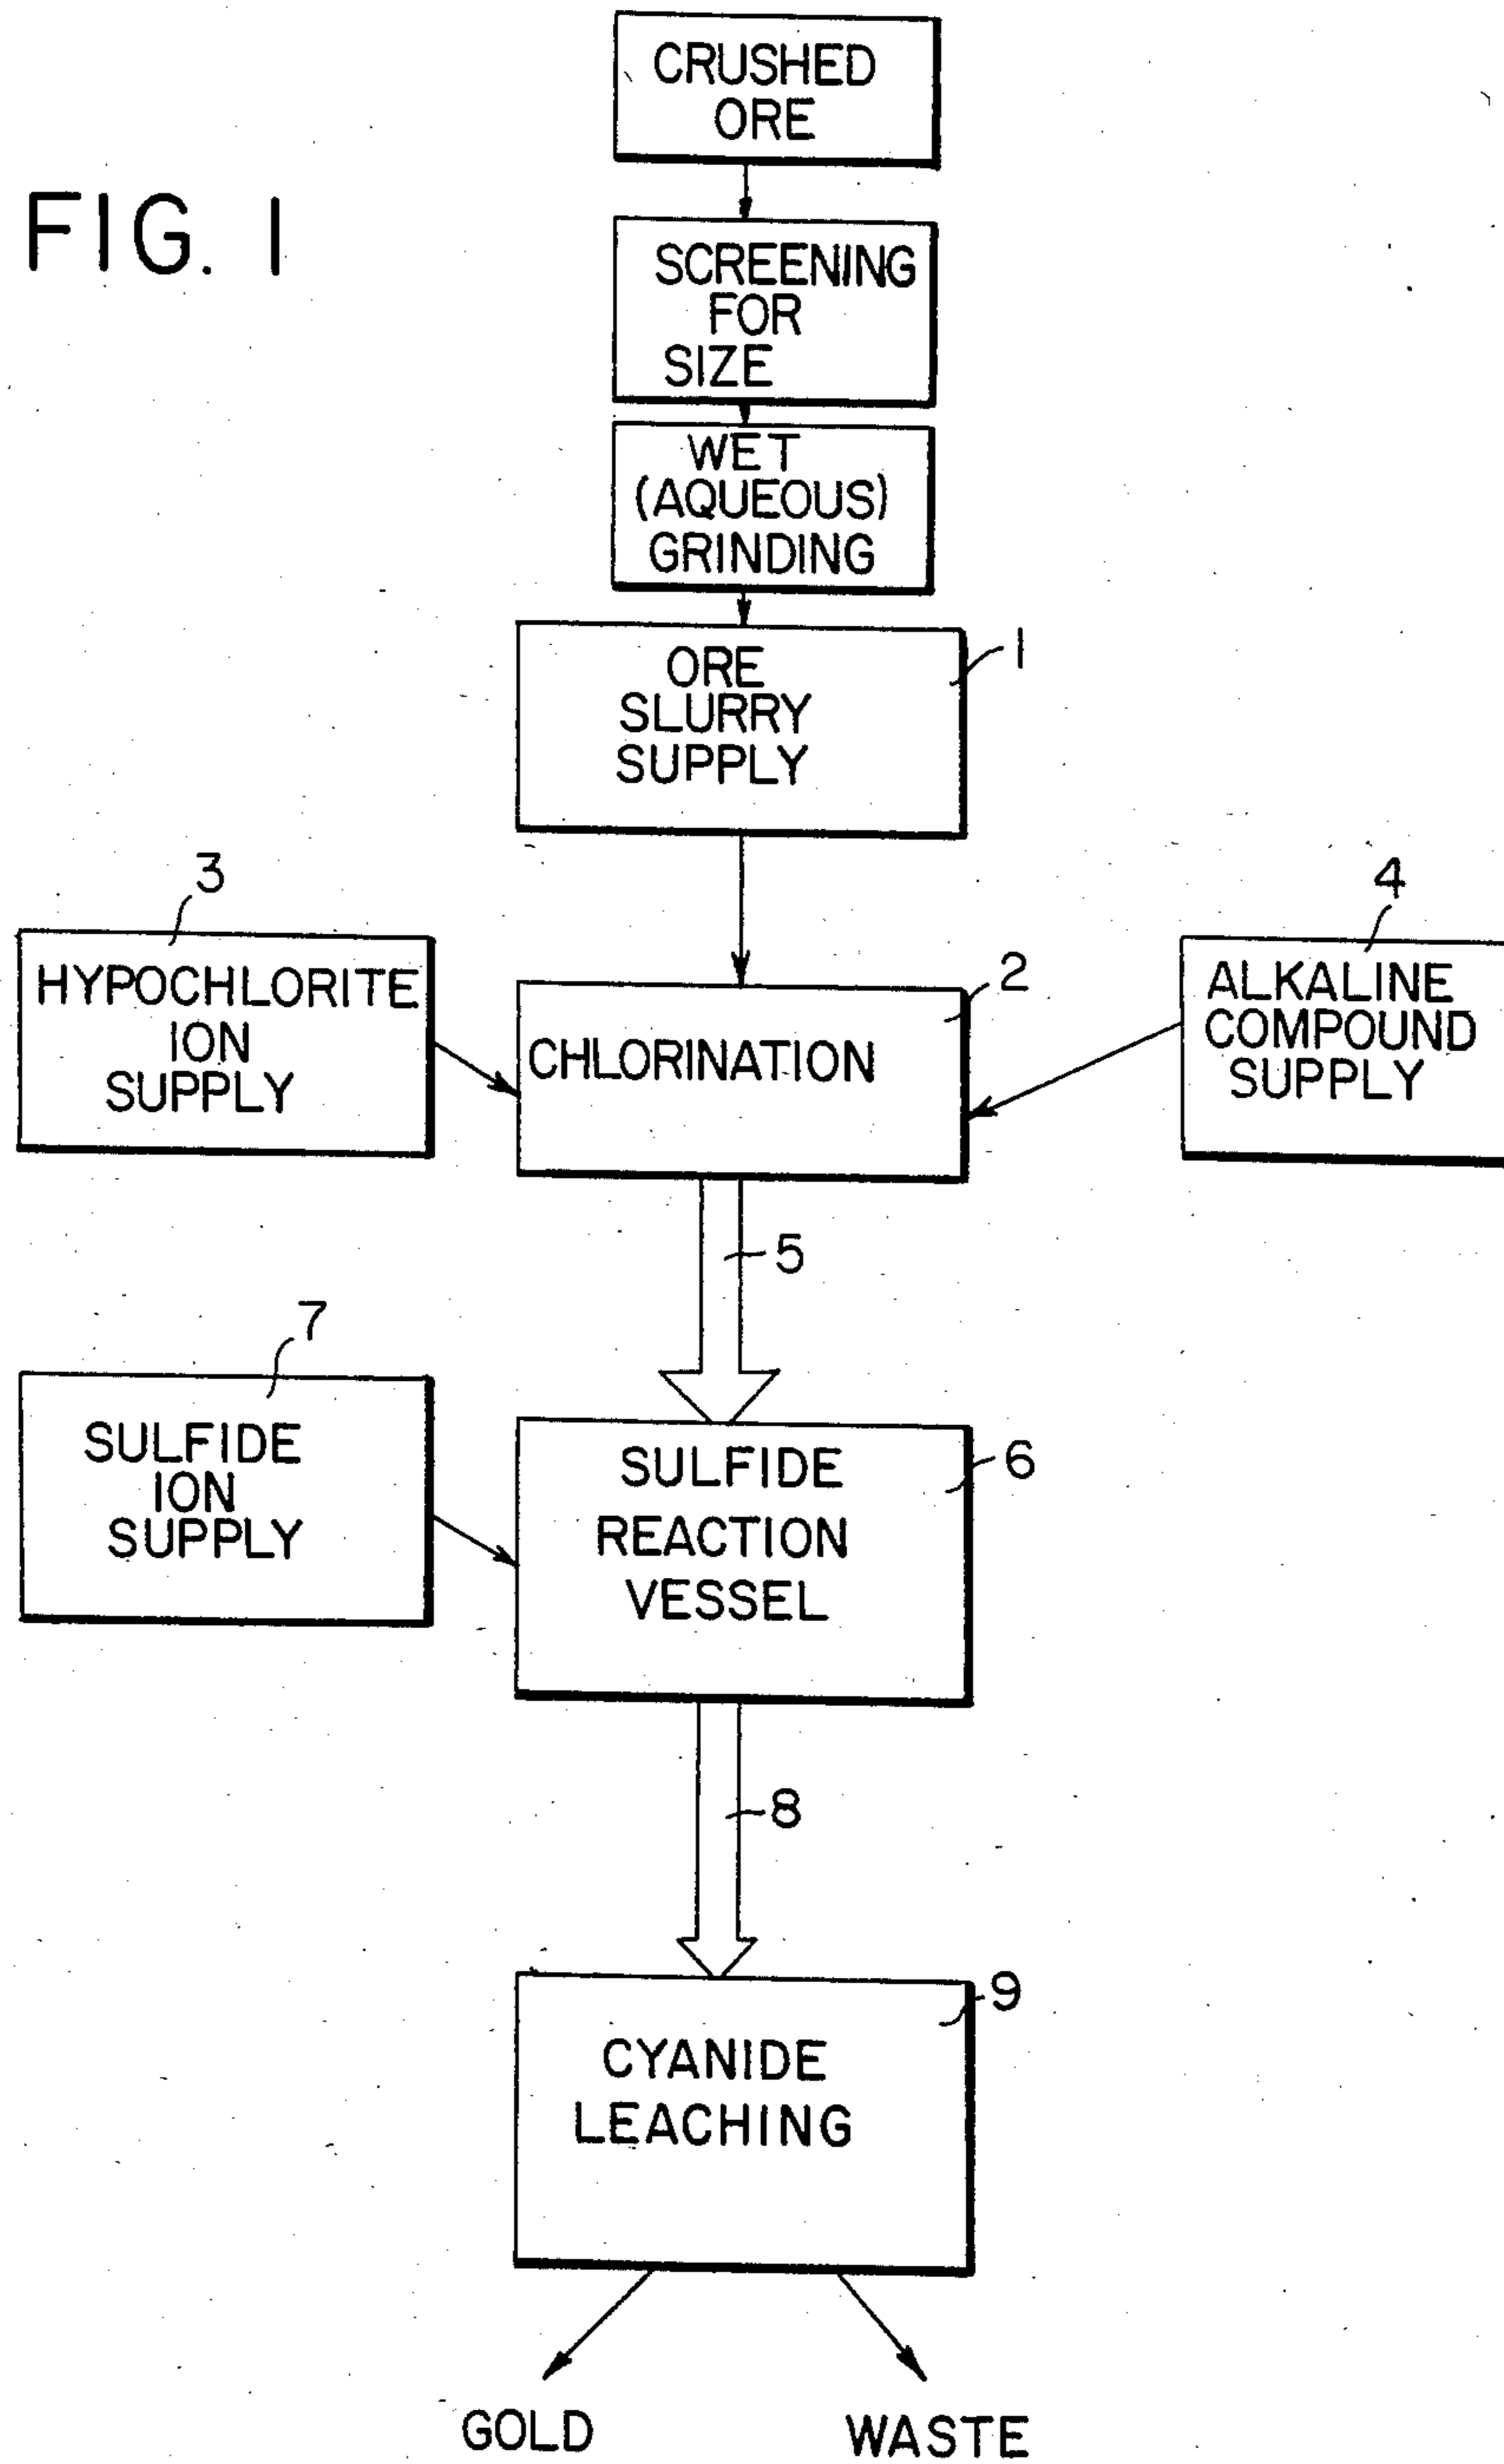 CRUSHED
ORE
FIG. 1
SCREENING
FOR
SIZE
WET
(AQUEOUS)
GRINDING
1
ORE
SLURRY
SUPPLY
3
HYPOCHLORITE
ION
SUPPLY
2
CHLORINATION
4
ALKALINE
COMPOUND
SUPPLY
5
7
SULFIDE
ION
SUPPLY
6
SULFIDE
REACTION
VESSEL
8
9
CYANIDE
LEACHING
GOLD
WASTE